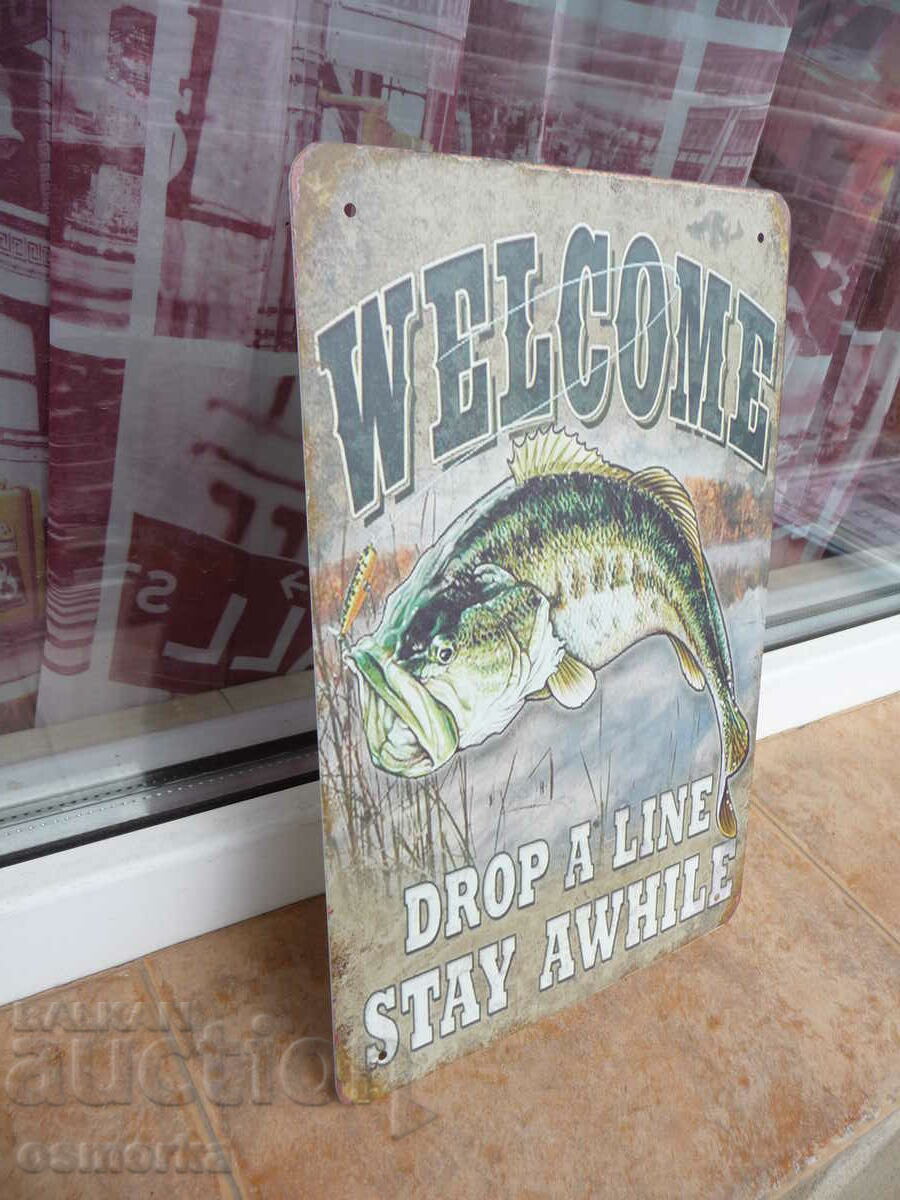 WELCOME
DROP A LINE
STAY AWHILE
BALKAN
auction
osmorka